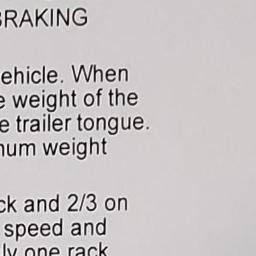 BRAKING
ehicle. When
e weight of the
e trailer tongue.
num weight
ck and 2/3 on
speed and
ly one rack